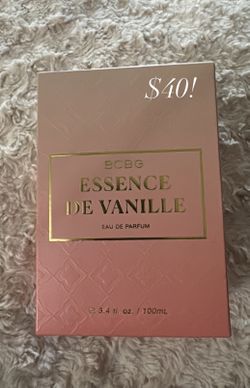 $40!
BCBG
ESSENCE
DE VANILLE
EAU DE PARFUM
℮ 3.4 fl. oz. / 100mL